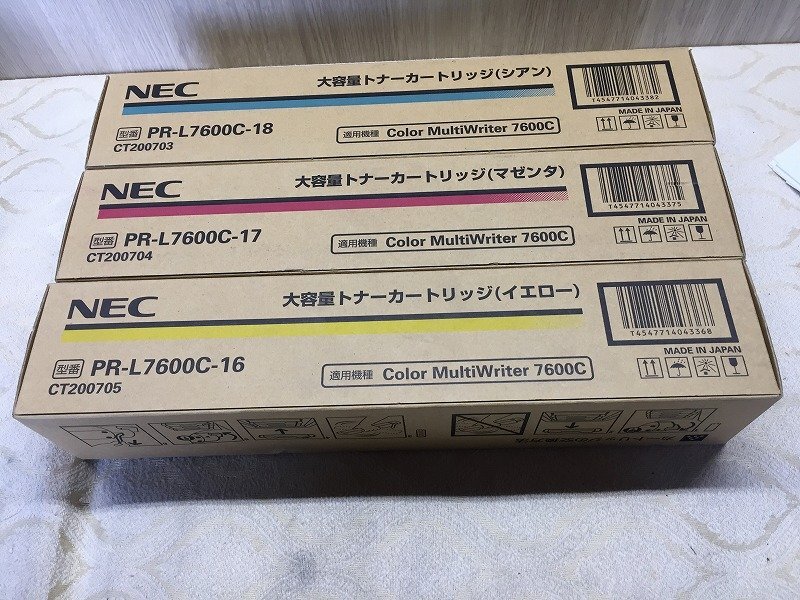 NEC
大容量トナーカートリッジ(シアン)
T4547714043382
MADE IN JAPAN
型番 PR-L7600C-18
適用機種 Color MultiWriter 7600C
CT200703
NEC
大容量トナーカートリッジ(マゼンタ)
T4547714043375
MADE IN JAPAN
型番 PR-L7600C-17
適用機種 Color MultiWriter 7600C
CT200704
NEC
大容量トナーカートリッジ(イエロー)
T4547714043368
MADE IN JAPAN
型番 PR-L7600C-16
適用機種 Color MultiWriter 7600C
CT200705